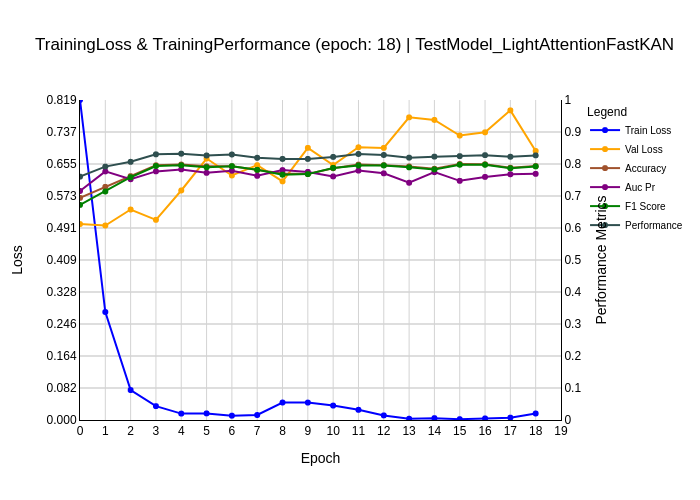 TrainingLoss & TrainingPerformance (epoch: 18) | TestModel_LightAttentionFastKAN
Legend
Train Loss
Val Loss
Accuracy
Auc Pr
F1 Score
Performance
Loss
0.819
0.737
0.655
0.573
0.491
0.409
0.328
0.246
0.164
0.082
0.000
1
0.9
0.8
0.7
0.6
0.5
0.4
0.3
0.2
0.1
0
Performance Metrics
0 1 2 3 4 5 6 7 8 9 10 11 12 13 14 15 16 17 18 19
Epoch